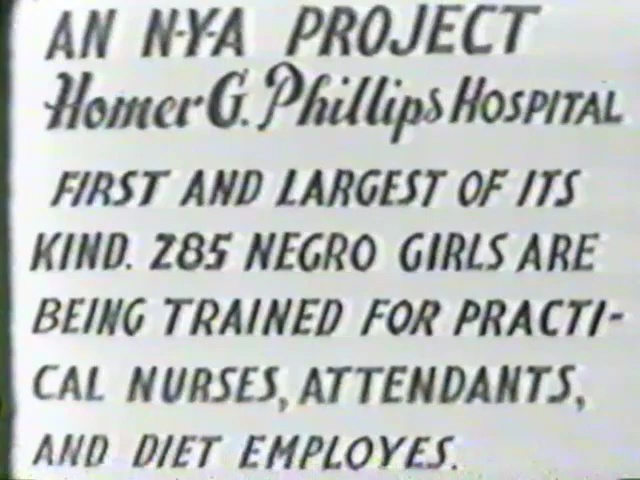 AN N-Y-A PROJECT
Homer G. Phillips HOSPITAL
FIRST AND LARGEST OF ITS
KIND. 285 NEGRO GIRLS ARE
BEING TRAINED FOR PRACTI-
CAL NURSES, ATTENDANTS,
AND DIET EMPLOYES.